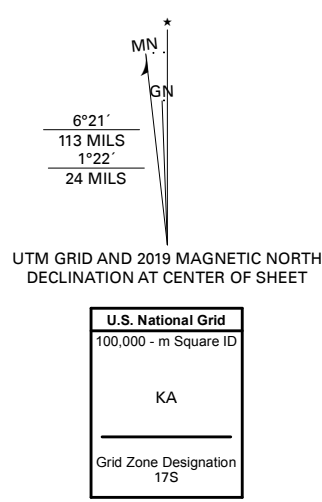 MN
GN
6°21´
113 MILS
1°22´
24 MILS
UTM GRID AND 2019 MAGNETIC NORTH
DECLINATION AT CENTER OF SHEET
U.S. National Grid
100,000 - m Square ID
KA
Grid Zone Designation
17S